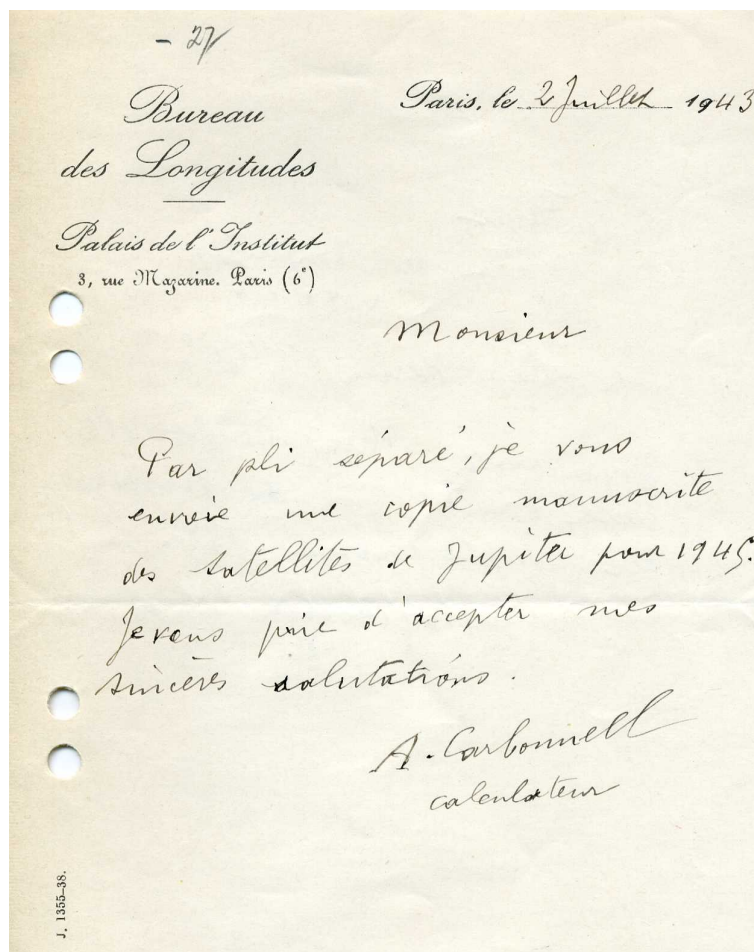 - 27
Bureau
des Longitudes
Palais de l'Institut
3, rue Mazarine. Paris (6e)
Paris, le 2 Juillet 1943
Monsieur
Par pli séparé, je vous
envoie une copie manuscrite
des satellites de Jupiter pour 1945.
Je vous prie d'accepter mes
sincères salutations.
A. Carbonnell
calculateur
J. 1355-38.